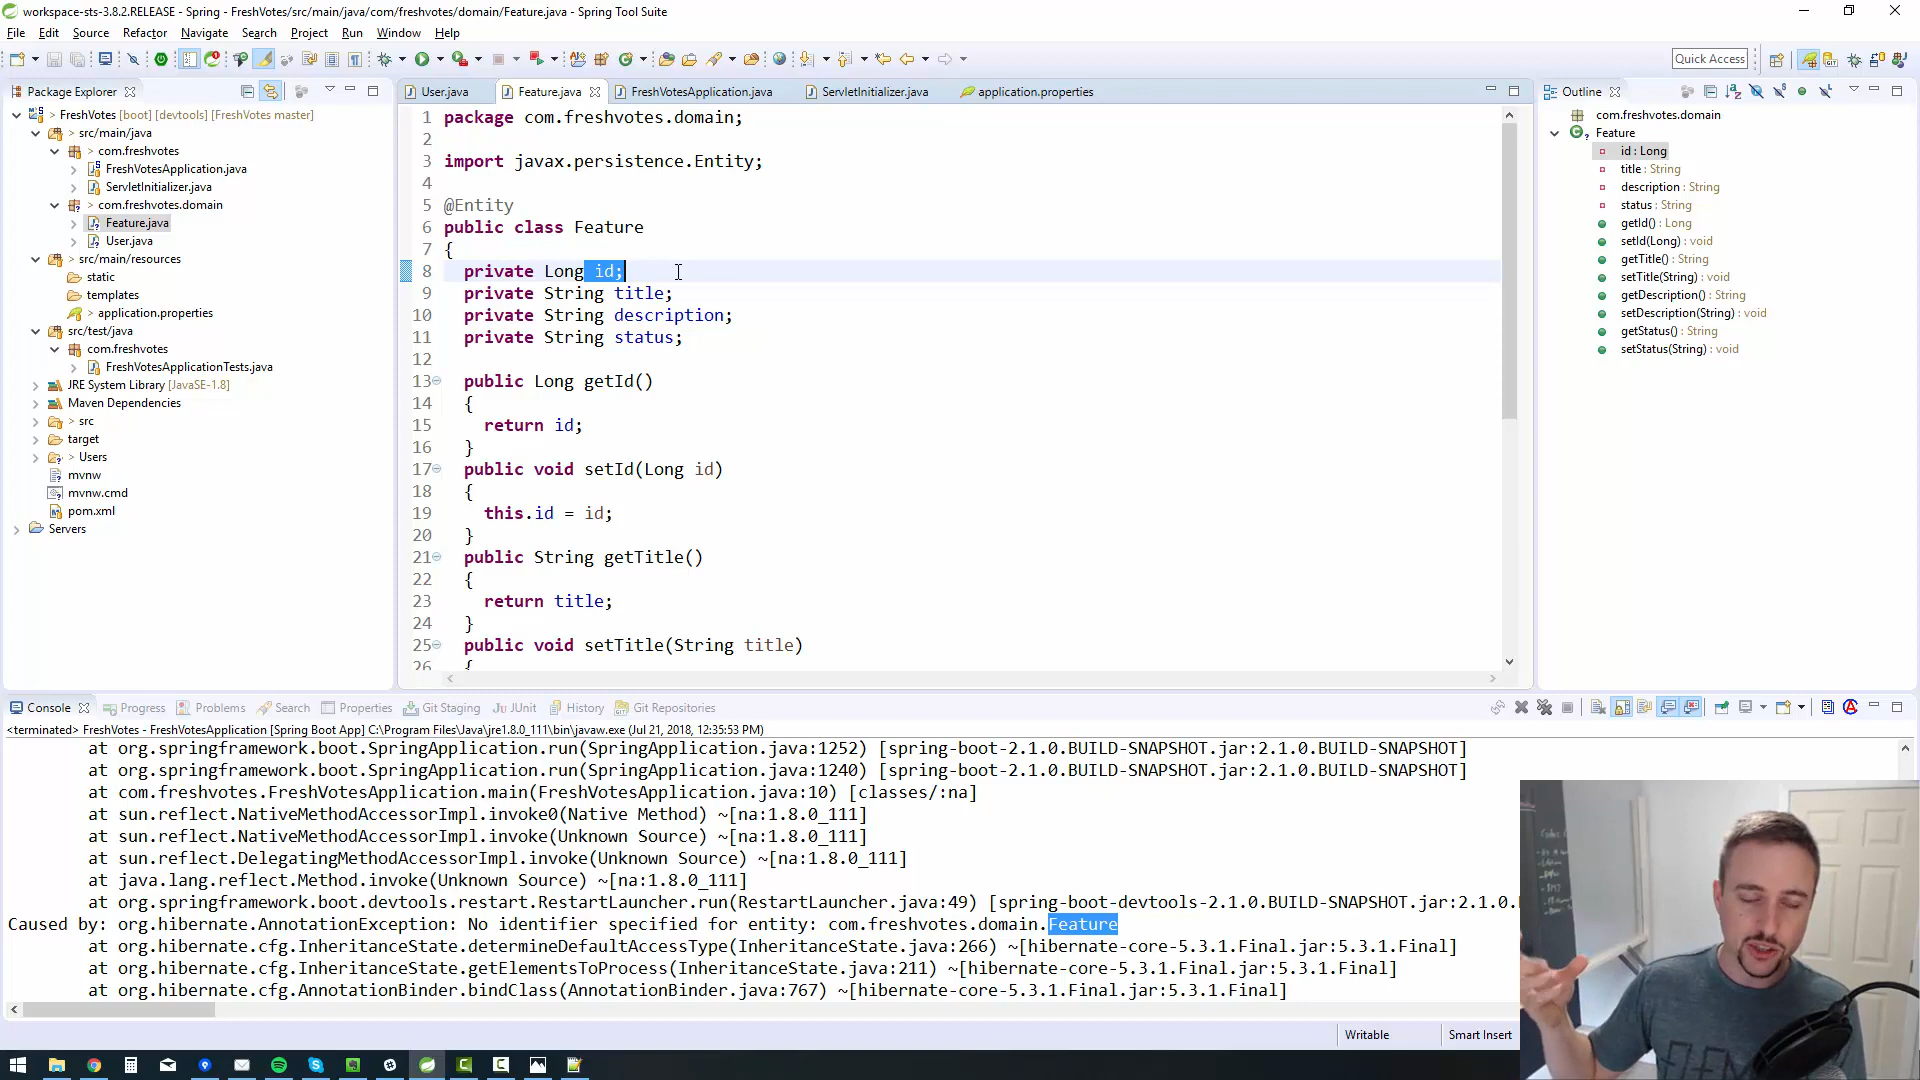 workspace-sts-3.8.2.RELEASE - Spring - FreshVotes/src/main/java/com/freshvotes/domain/Feature.java - Spring Tool Suite
File Edit Source Refactor Navigate Search Project Run Window Help
Quick Access
Package Explorer
FreshVotes [boot] [devtools] [FreshVotes master]
> src/main/java
> com.freshvotes
> FreshVotesApplication.java
> ServletInitializer.java
> com.freshvotes.domain
Feature.java
User.java
> src/main/resources
static
templates
> application.properties
src/test/java
com.freshvotes
> FreshVotesApplicationTests.java
JRE System Library [JavaSE-1.8]
Maven Dependencies
> src
target
> Users
mvnw
mvnw.cmd
pom.xml
Servers
User.java Feature.java FreshVotesApplication.java ServletInitializer.java application.properties
1 package com.freshvotes.domain;
2
3 import javax.persistence.Entity;
4
5 @Entity
6 public class Feature
7 {
8 private Long id;
9 private String title;
10 private String description;
11 private String status;
12
13 public Long getId()
14 {
15 return id;
16 }
17 public void setId(Long id)
18 {
19 this.id = id;
20 }
21 public String getTitle()
22 {
23 return title;
24 }
25 public void setTitle(String title)
26 {
Outline
com.freshvotes.domain
Feature
id : Long
title : String
description : String
status : String
getId() : Long
setId(Long) : void
getTitle() : String
setTitle(String) : void
getDescription() : String
setDescription(String) : void
getStatus() : String
setStatus(String) : void
Console Progress Problems Search Properties Git Staging JUnit History Git Repositories
<terminated> FreshVotes - FreshVotesApplication [Spring Boot App] C:\Program Files\Java\jre1.8.0_111\bin\javaw.exe (Jul 21, 2018, 12:35:53 PM)
at org.springframework.boot.SpringApplication.run(SpringApplication.java:1252) [spring-boot-2.1.0.BUILD-SNAPSHOT.jar:2.1.0.BUILD-SNAPSHOT]
at org.springframework.boot.SpringApplication.run(SpringApplication.java:1240) [spring-boot-2.1.0.BUILD-SNAPSHOT.jar:2.1.0.BUILD-SNAPSHOT]
at com.freshvotes.FreshVotesApplication.main(FreshVotesApplication.java:10) [classes/:na]
at sun.reflect.NativeMethodAccessorImpl.invoke0(Native Method) ~[na:1.8.0_111]
at sun.reflect.NativeMethodAccessorImpl.invoke(Unknown Source) ~[na:1.8.0_111]
at sun.reflect.DelegatingMethodAccessorImpl.invoke(Unknown Source) ~[na:1.8.0_111]
at java.lang.reflect.Method.invoke(Unknown Source) ~[na:1.8.0_111]
at org.springframework.boot.devtools.restart.RestartLauncher.run(RestartLauncher.java:49) [spring-boot-devtools-2.1.0.BUILD-SNAPSHOT.jar:2.1.0.
Caused by: org.hibernate.AnnotationException: No identifier specified for entity: com.freshvotes.domain.Feature
at org.hibernate.cfg.InheritanceState.determineDefaultAccessType(InheritanceState.java:266) ~[hibernate-core-5.3.1.Final.jar:5.3.1.Final]
at org.hibernate.cfg.InheritanceState.getElementsToProcess(InheritanceState.java:211) ~[hibernate-core-5.3.1.Final.jar:5.3.1.Final]
at org.hibernate.cfg.AnnotationBinder.bindClass(AnnotationBinder.java:767) ~[hibernate-core-5.3.1.Final.jar:5.3.1.Final]
Writable Smart Insert